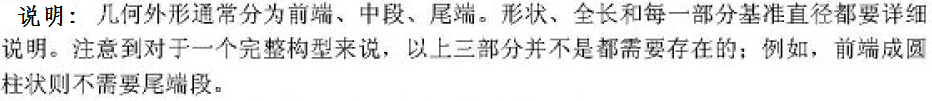 说明: 几何外形通常分为前端、中段、尾端。形状、全长和每一部分基准直径都要详细
说明。注意到对于一个完整构型来说，以上三部分并不是都需要存在的；例如，前端成圆
柱状则不需要尾端段。